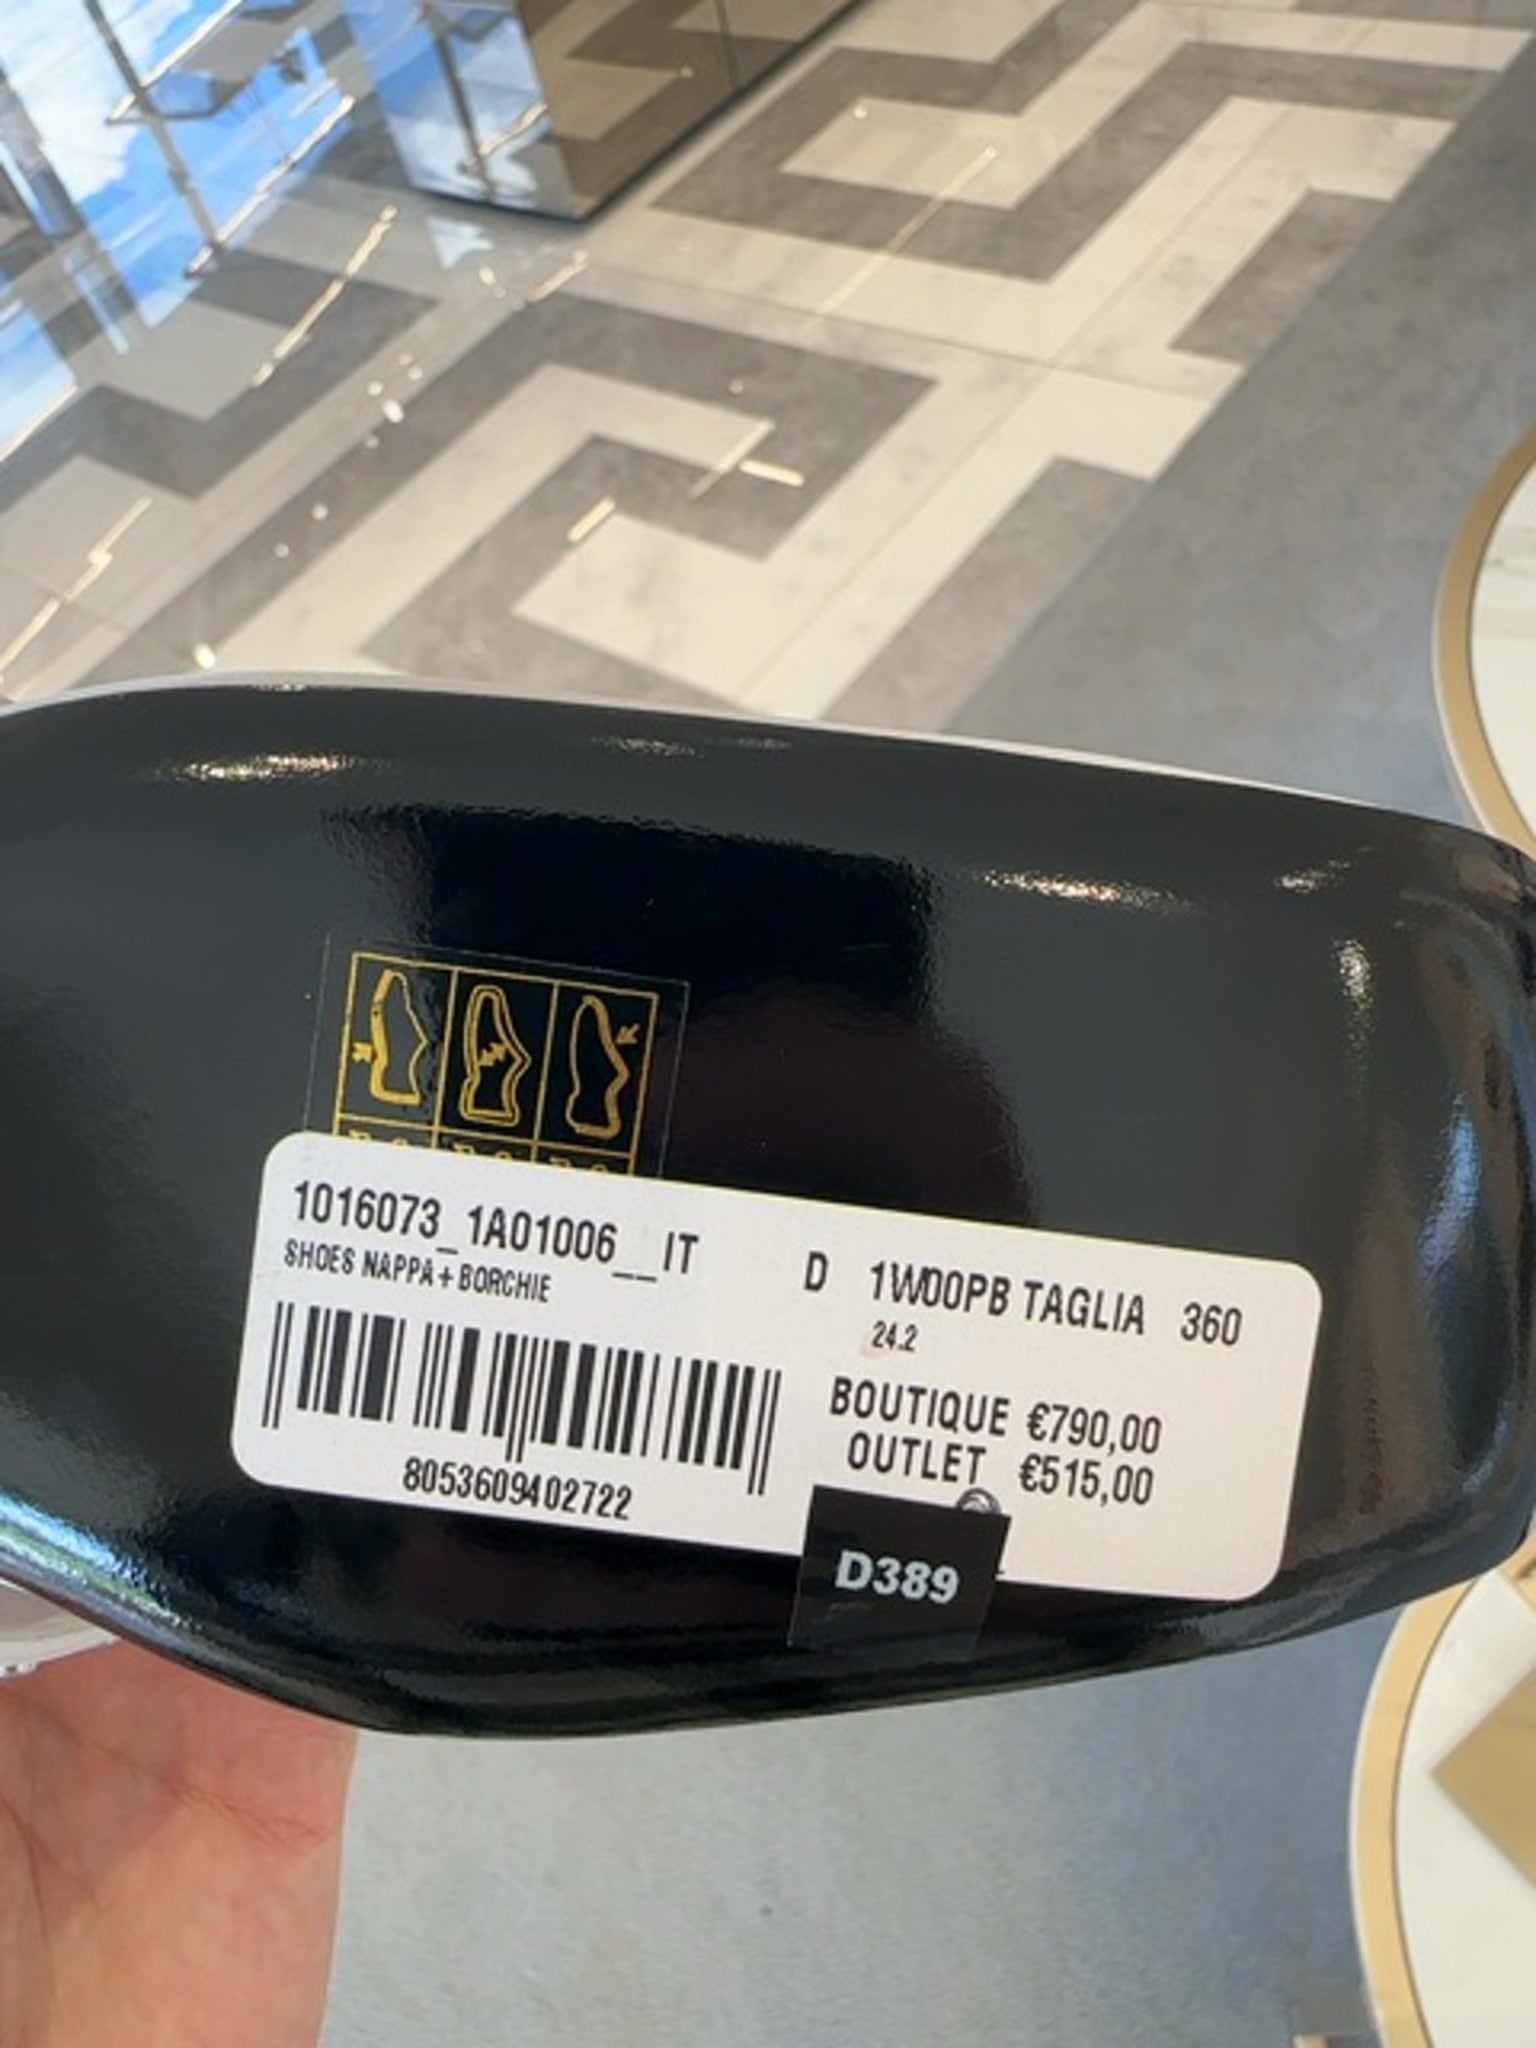 1016073_1A01006__IT D 1W00PB TAGLIA 360
SHOES NAPPA+BORCHIE
24.2
BOUTIQUE €790,00
OUTLET €515,00
8053609402722
D389